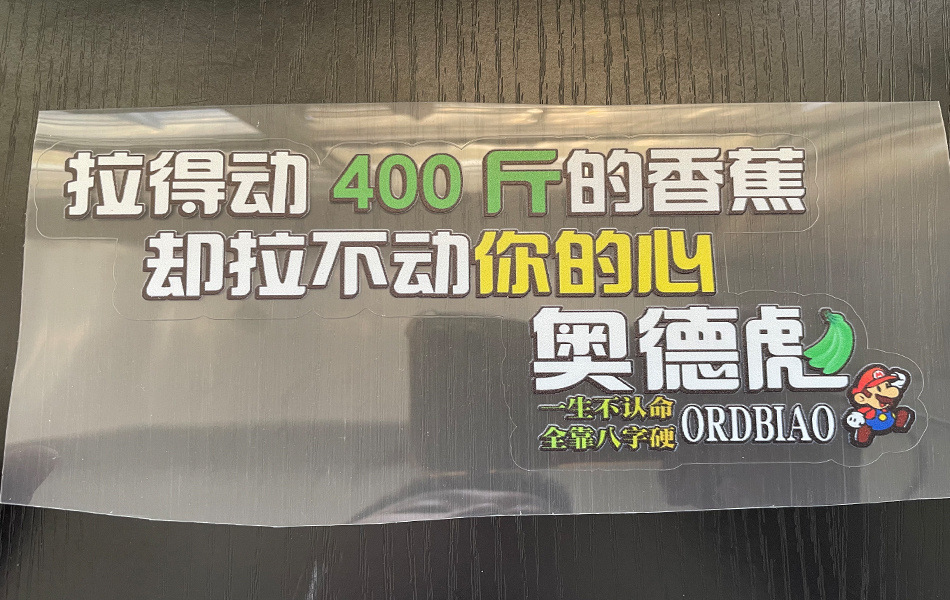 拉得动 400 斤的香蕉
却拉不动你的心
奥德虎
一生不认命
全靠八字硬
ORDBIAO
M